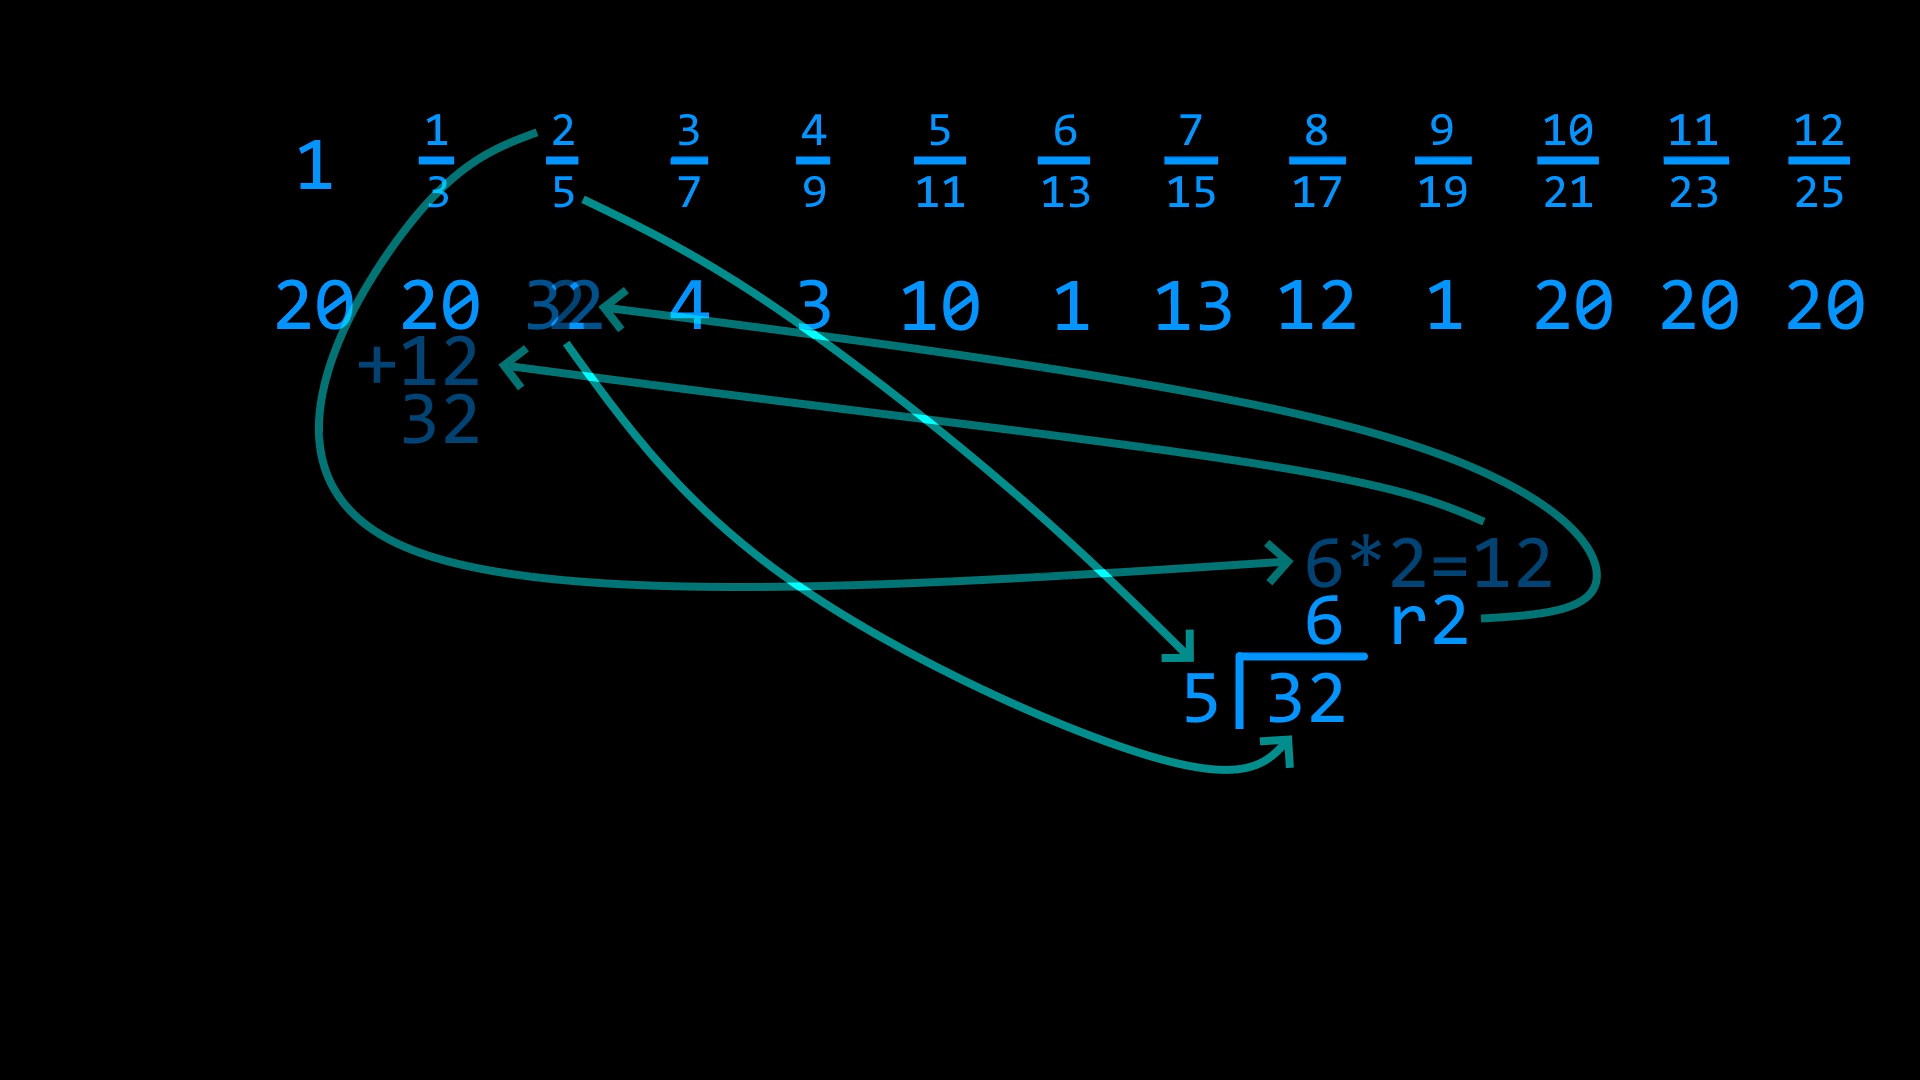 1 1/3 2/5 3/7 4/9 5/11 6/13 7/15 8/17 9/19 10/21 11/23 12/25
20 20 32 4 3 10 1 13 12 1 20 20 20
+12
32
6*2=12
6 r2
5 32